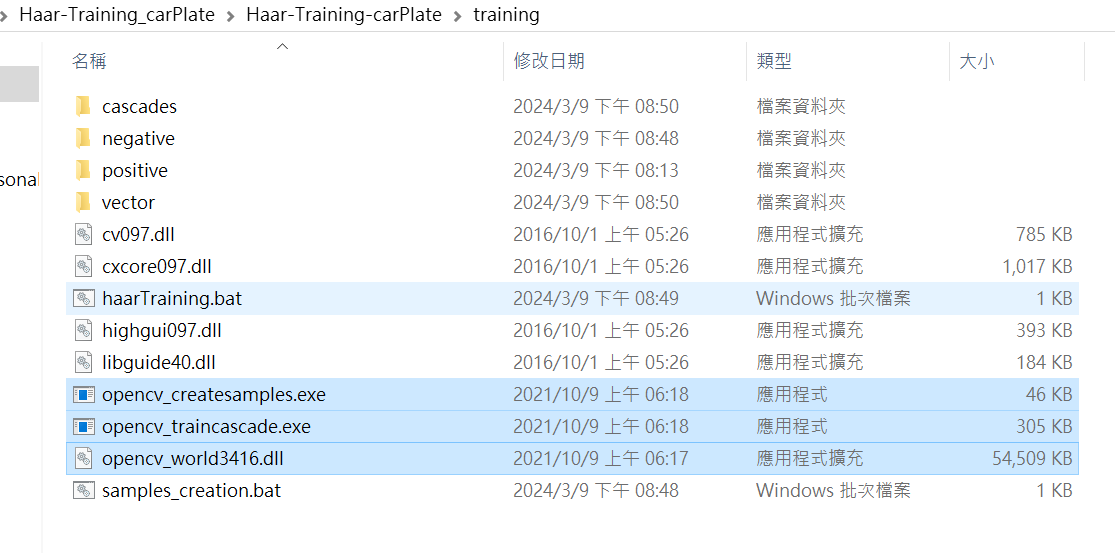 Haar-Training_carPlate > Haar-Training-carPlate > training
名稱 修改日期 類型 大小
cascades 2024/3/9 下午 08:50 檔案資料夾
negative 2024/3/9 下午 08:48 檔案資料夾
positive 2024/3/9 下午 08:13 檔案資料夾
sonal
vector 2024/3/9 下午 08:50 檔案資料夾
cv097.dll 2016/10/1 上午 05:26 應用程式擴充 785 KB
cxcore097.dll 2016/10/1 上午 05:26 應用程式擴充 1,017 KB
haarTraining.bat 2024/3/9 下午 08:49 Windows 批次檔案 1 KB
highgui097.dll 2016/10/1 上午 05:26 應用程式擴充 393 KB
libguide40.dll 2016/10/1 上午 05:26 應用程式擴充 184 KB
opencv_createsamples.exe 2021/10/9 上午 06:18 應用程式 46 KB
opencv_traincascade.exe 2021/10/9 上午 06:18 應用程式 305 KB
opencv_world3416.dll 2021/10/9 上午 06:17 應用程式擴充 54,509 KB
samples_creation.bat 2024/3/9 下午 08:48 Windows 批次檔案 1 KB